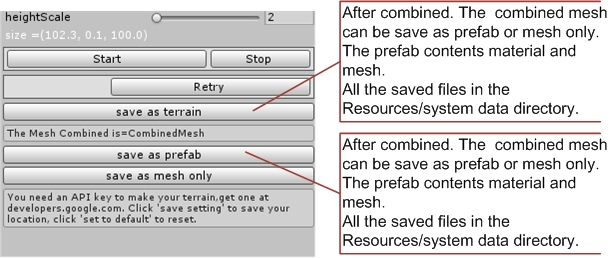 heightScale 2
size =(102.3, 0.1, 100.0)
Start Stop
Retry
save as terrain
The Mesh Combined is=CombinedMesh
save as prefab
save as mesh only
You need an API key to make your terrain,get one at
developers.google.com. Click 'save setting' to save your
location, click 'set to default' to reset.
After combined. The  combined mesh
can be save as prefab or mesh only.
The prefab contents material and
mesh.
All the saved files in the
Resources/system data directory.
After combined. The  combined mesh
can be save as prefab or mesh only.
The prefab contents material and
mesh.
All the saved files in the
Resources/system data directory.